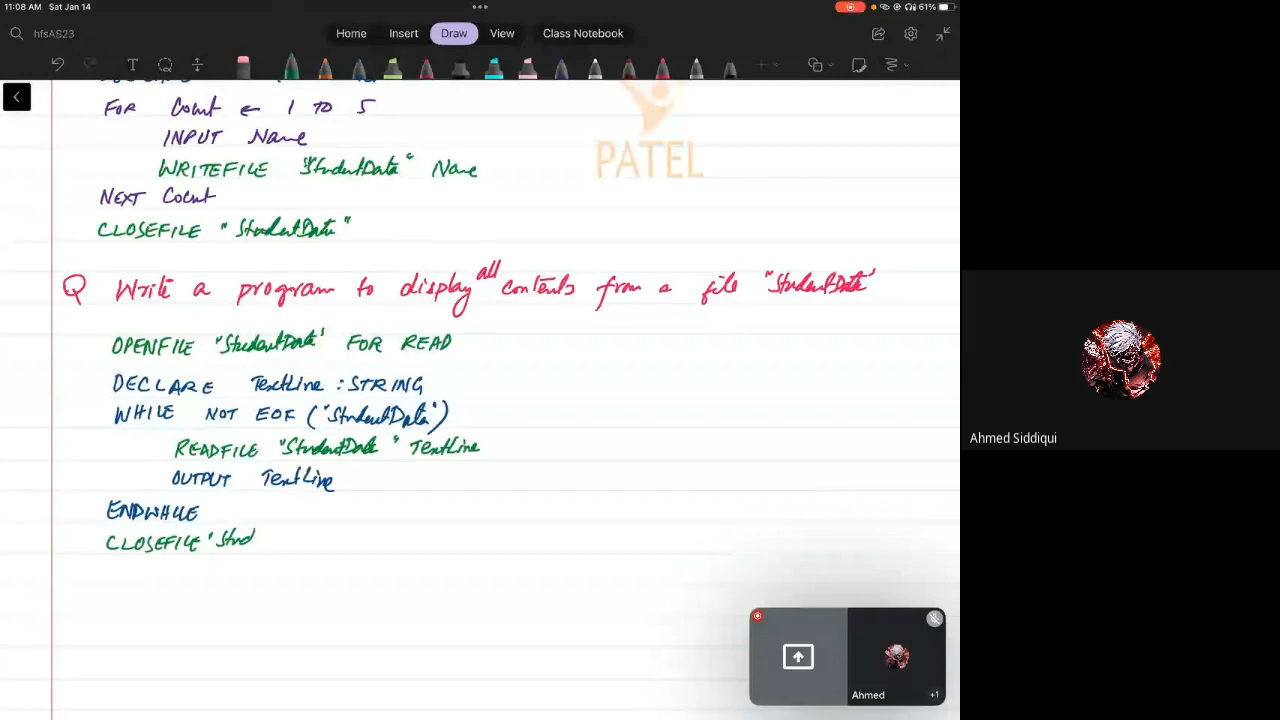 11:08 AM Sat Jan 14
61%
hfsAS23
Home Insert Draw View Class Notebook
FOR Count ← 1 TO 5
INPUT Name
WRITEFILE "StudentData" Name
NEXT Count
CLOSEFILE "StudentData"
PATEL
Q Write a program to display all contents from a file "StudentData"
OPENFILE "StudentData" FOR READ
DECLARE TextLine : STRING
WHILE NOT EOF ("StudentData")
READFILE "StudentData" TextLine
OUTPUT TextLine
ENDWHILE
CLOSEFILE "Stud
Ahmed Siddiqui
Ahmed +1